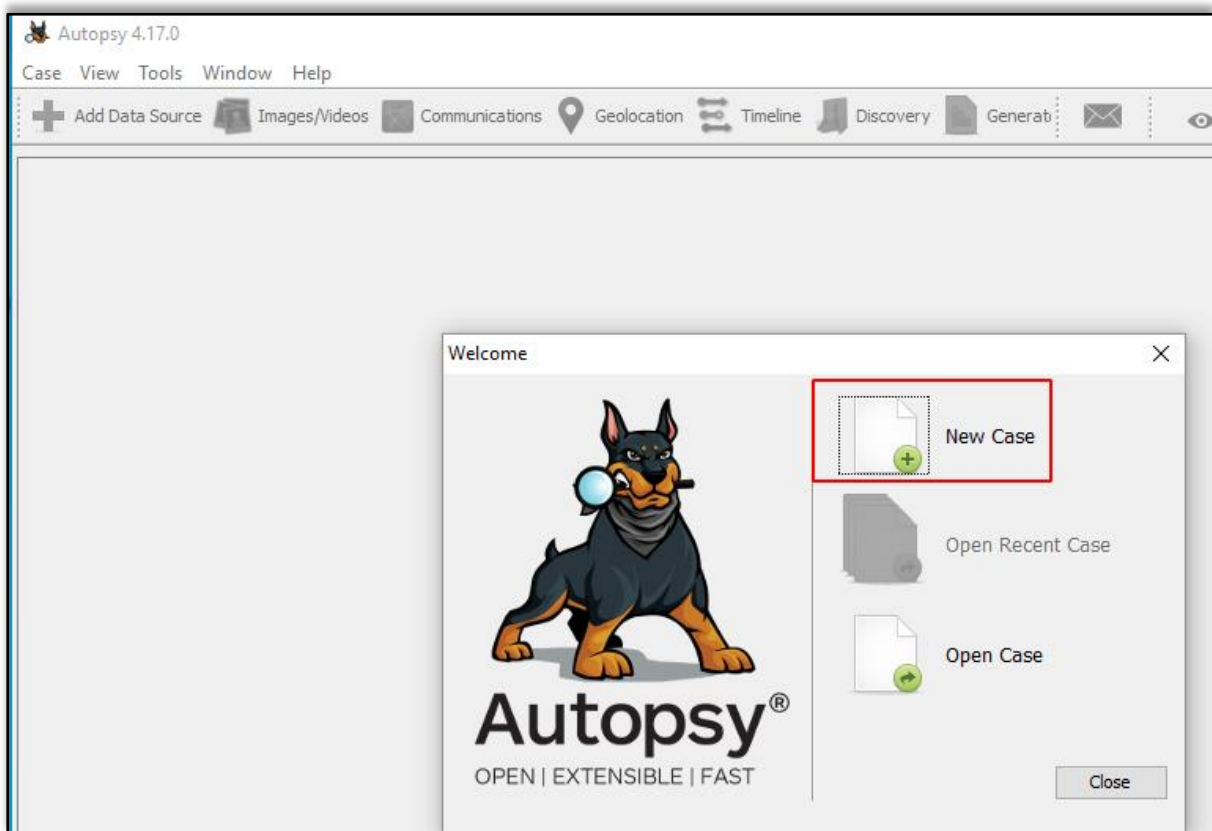 Autopsy 4.17.0
Case View Tools Window Help
Add Data Source Images/Videos Communications Geolocation Timeline Discovery Generat
Welcome
New Case
Open Recent Case
Open Case
Autopsy®
OPEN | EXTENSIBLE | FAST
Close